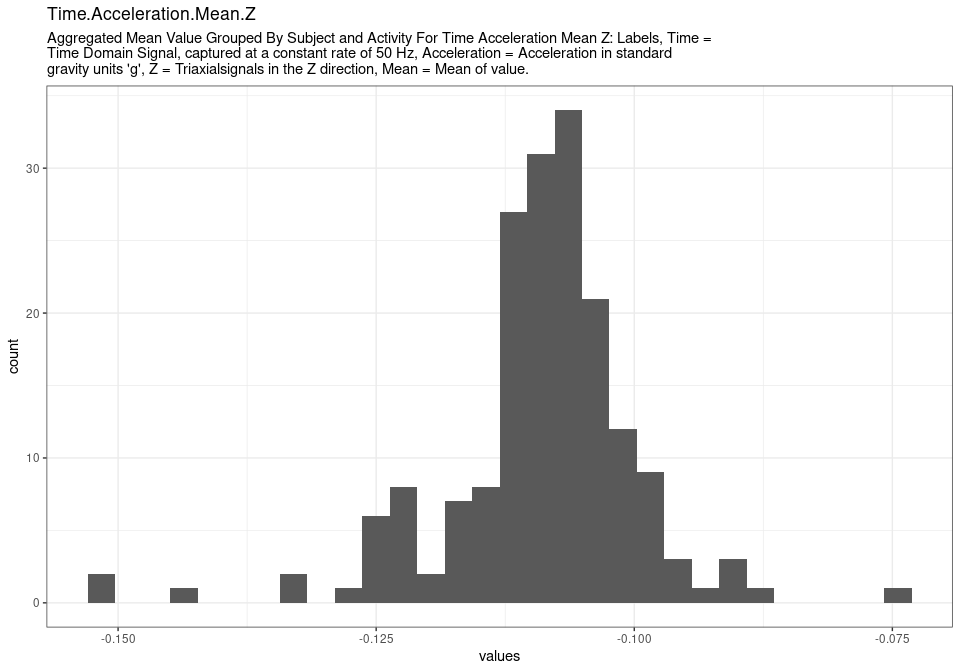 Time.Acceleration.Mean.Z
Aggregated Mean Value Grouped By Subject and Activity For Time Acceleration Mean Z: Labels, Time =
Time Domain Signal, captured at a constant rate of 50 Hz, Acceleration = Acceleration in standard
gravity units 'g', Z = Triaxialsignals in the Z direction, Mean = Mean of value.
30
20
10
0
count
-0.150
-0.125
-0.100
-0.075
values